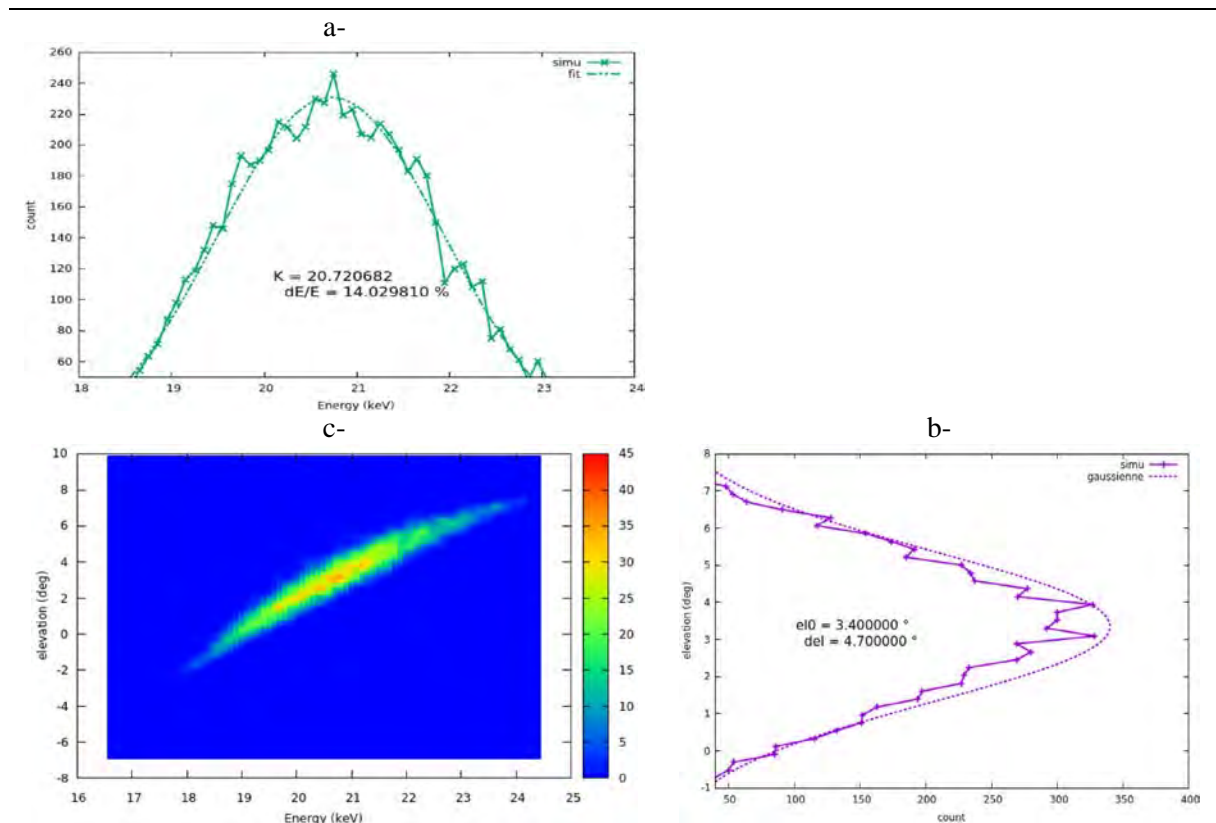 a-
260
240
220
200
180
160
140
120
100
80
60
count
simu
fit
K = 20.720682
dE/E = 14.029810 %
18 19 20 21 22 23 24
Energy (keV)
c-
10
8
6
4
2
0
-2
-4
-6
-8
elevation (deg)
45
40
35
30
25
20
15
10
5
0
16 17 18 19 20 21 22 23 24 25
Energy (keV)
b-
8
7
6
5
4
3
2
1
0
-1
elevation (deg)
simu
gaussienne
el0 = 3.400000 °
del = 4.700000 °
50 100 150 200 250 300 350 400
count